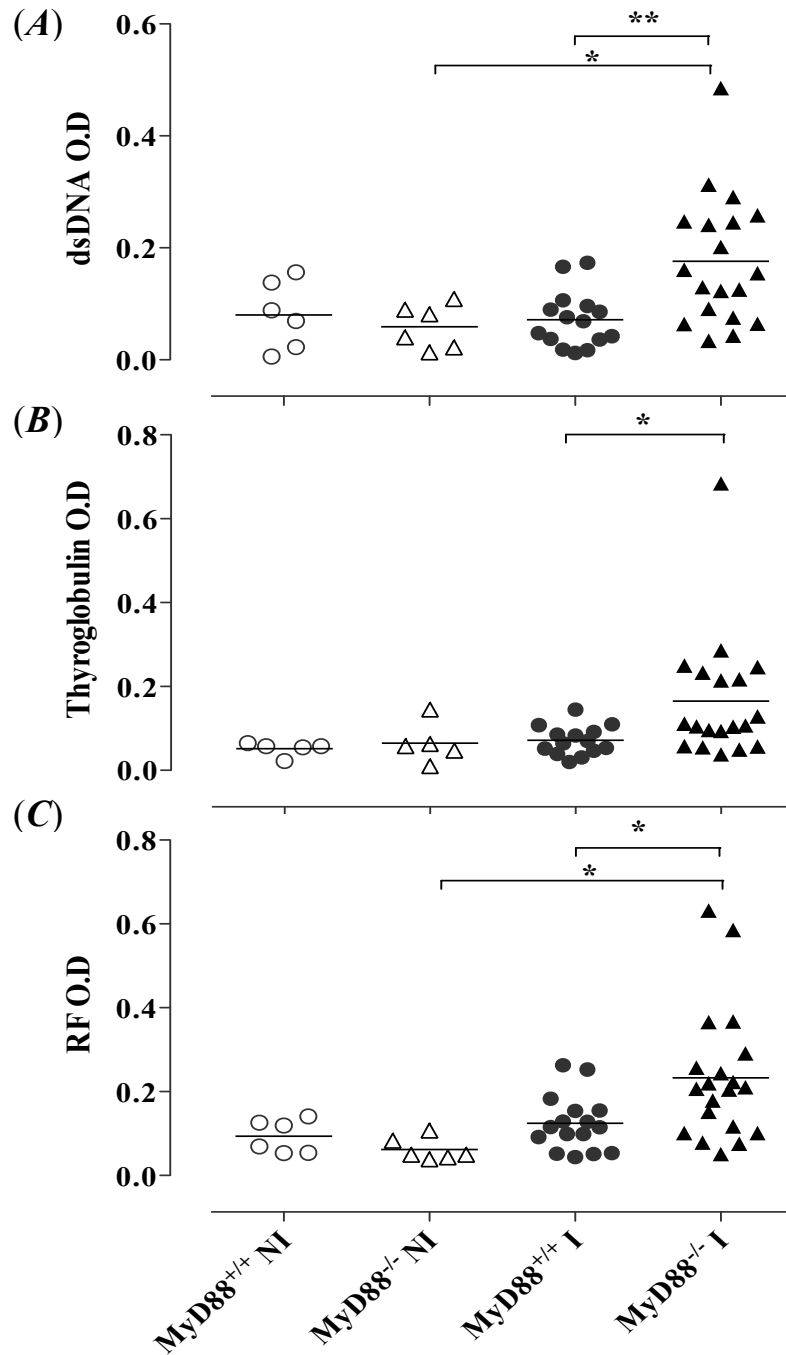 (A)
0.6
**
*
0.4
dsDNA O.D
0.2
0.0
(B)
0.8
*
0.6
Thyroglobulin O.D
0.4
0.2
0.0
(C)
0.8
*
*
0.6
RF O.D
0.4
0.2
0.0
MyD88+/+ NI
MyD88-/- NI
MyD88+/+ I
MyD88-/- I